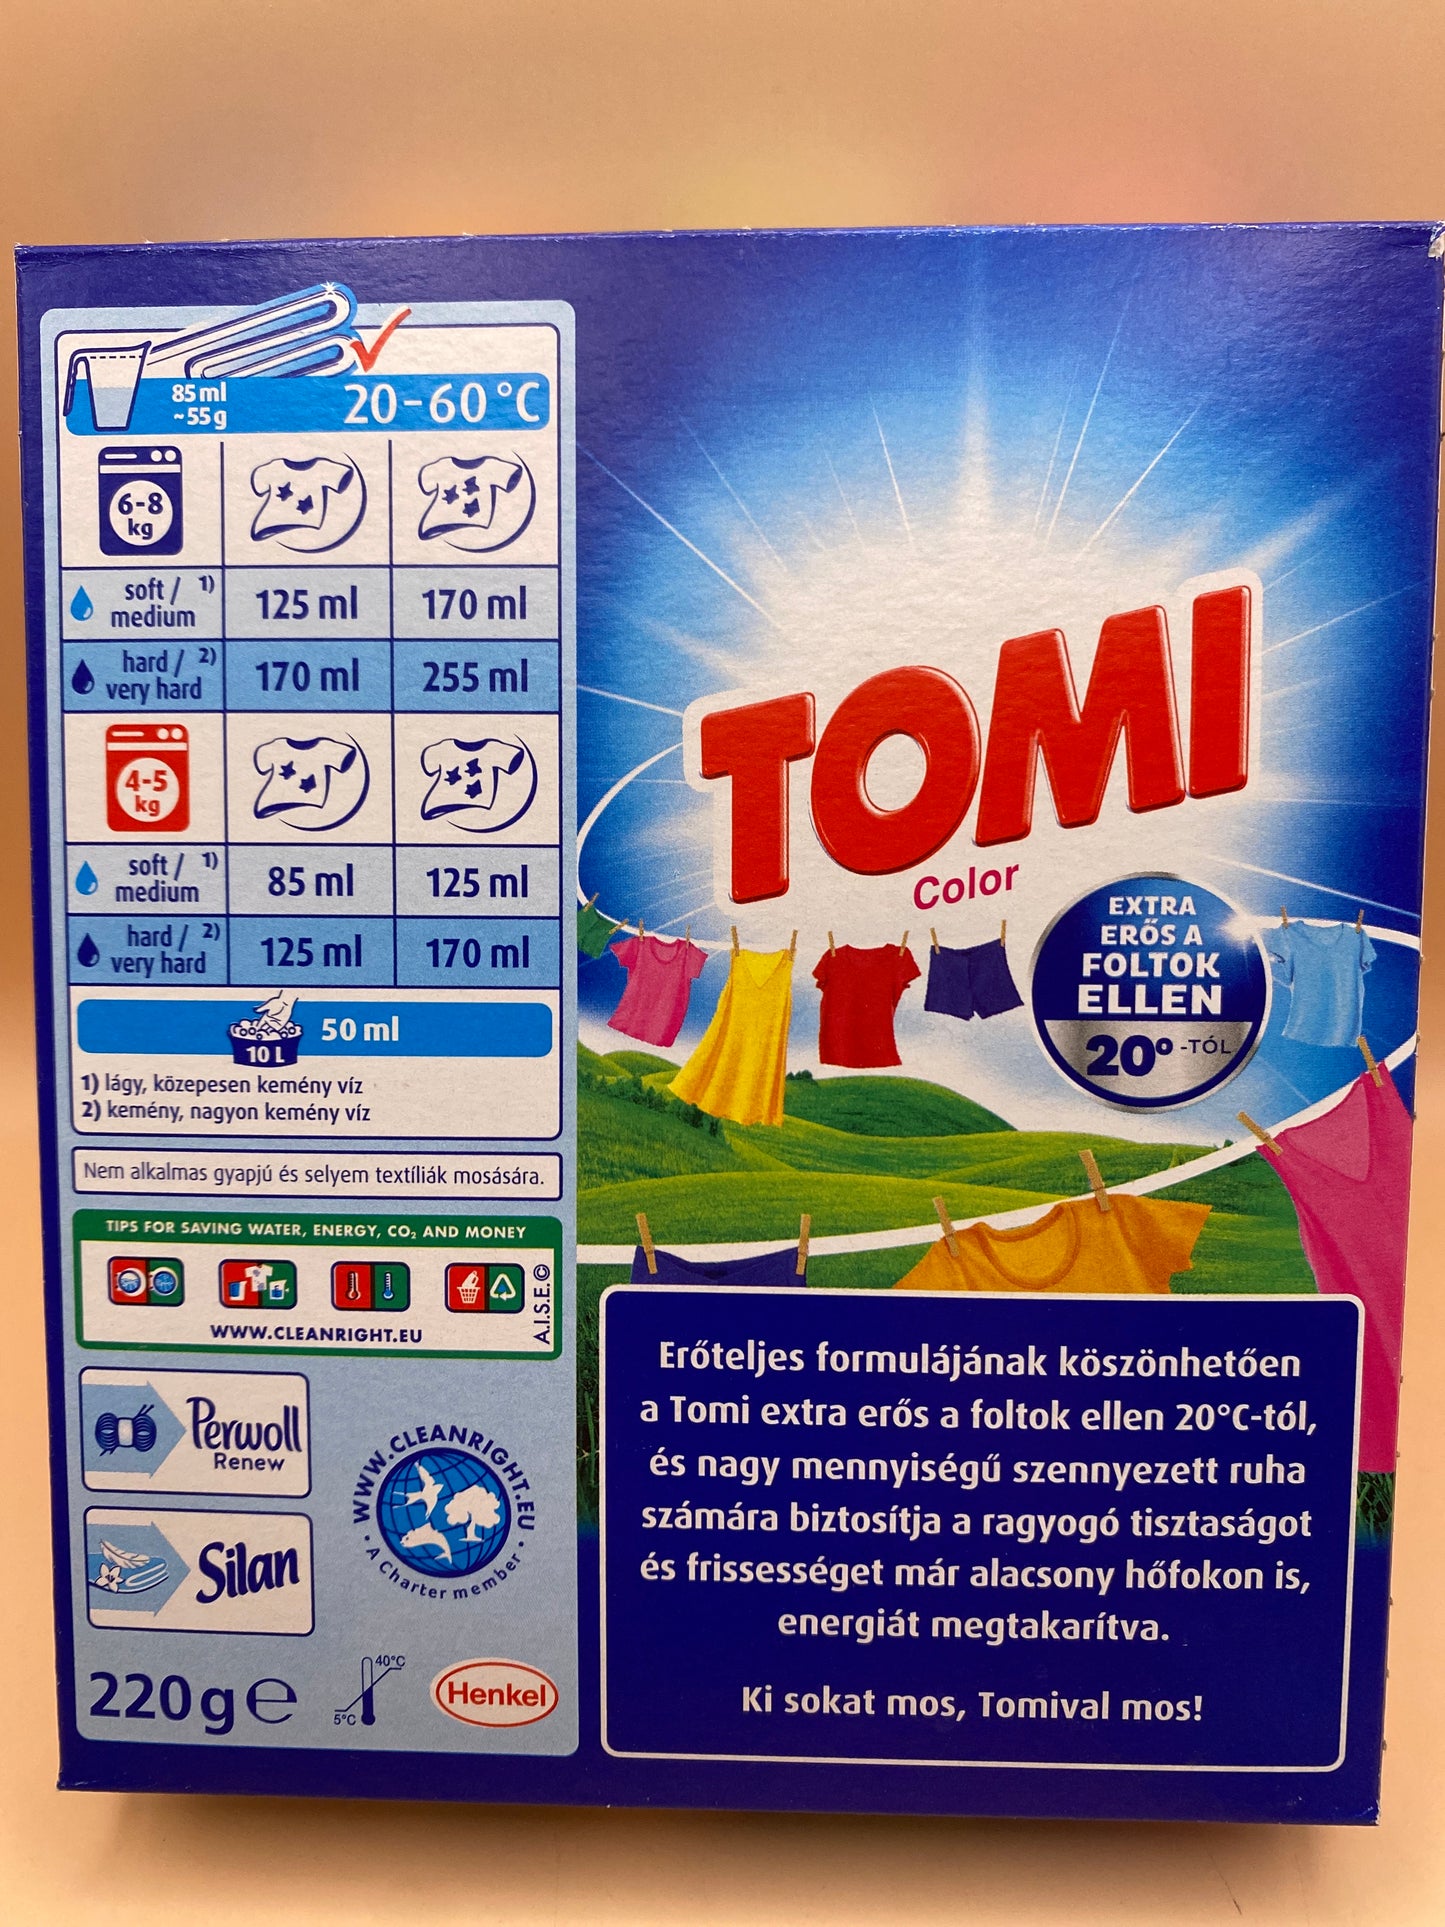 85 ml
~55g
20-60°C
6-8
kg
soft / 1)
medium
125 ml
170 ml
hard / 2)
very hard
170 ml
255 ml
4-5
kg
soft / 1)
medium
85 ml
125 ml
hard / 2)
very hard
125 ml
170 ml
10 L
50 ml
1) lágy, közepesen kemény víz
2) kemény, nagyon kemény víz
Nem alkalmas gyapjú és selyem textíliák mosására.
TIPS FOR SAVING WATER, ENERGY, CO₂ AND MONEY
WWW.CLEANRIGHT.EU
A.I.S.E.©
Perwoll
Renew
Silan
WWW.CLEANRIGHT.EU
• A Charter member •
220g℮
40°C
5°C
Henkel
TOMI
Color
EXTRA
ERŐS A
FOLTOK
ELLEN
20°-TÓL
Erőteljes formulájának köszönhetően
a Tomi extra erős a foltok ellen 20°C-tól,
és nagy mennyiségű szennyezett ruha
számára biztosítja a ragyogó tisztaságot
és frissességet már alacsony hőfokon is,
energiát megtakarítva.
Ki sokat mos, Tomival mos!